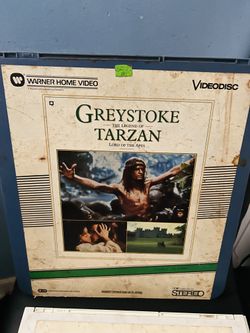 WARNER HOME VIDEO
VIDEODISC
GREYSTOKE
THE LEGEND OF
TARZAN
LORD OF THE APES
STEREO